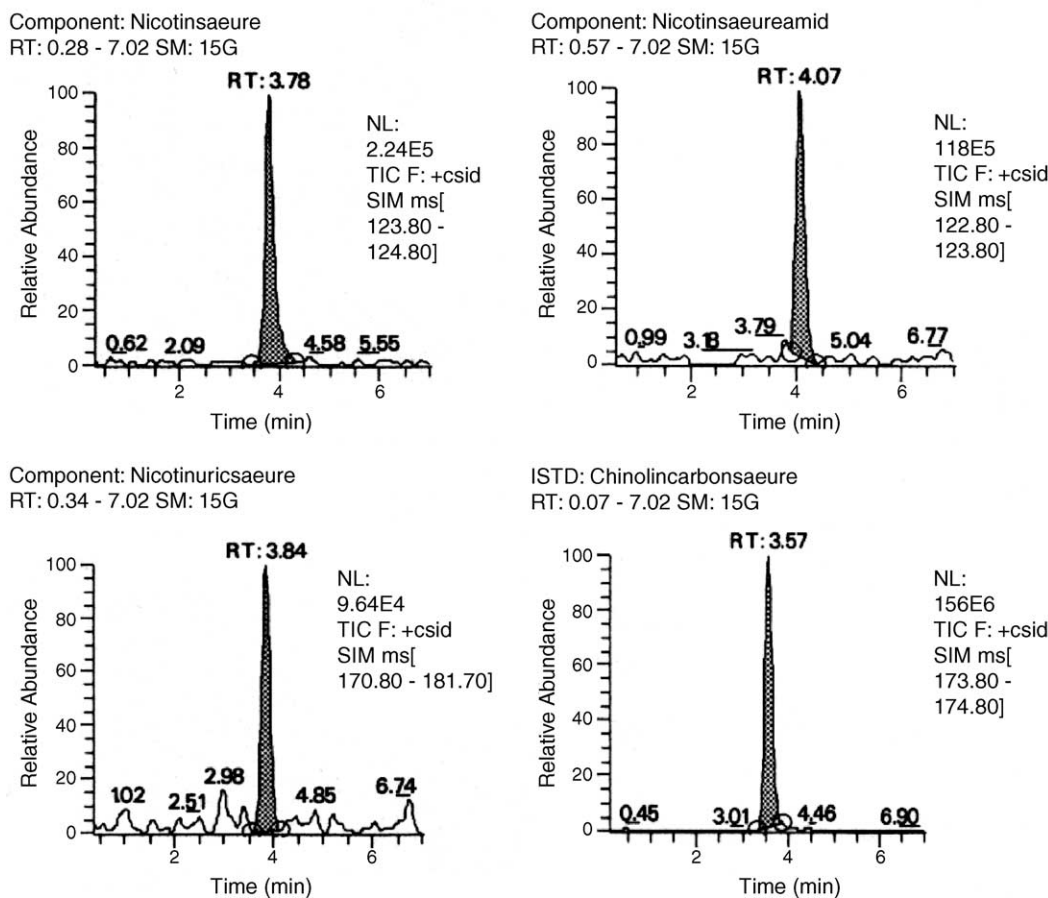 Component: Nicotinsaeure
RT: 0.28 - 7.02 SM: 15G
RT: 3.78
100
80
60
40
20
0
Relative Abundance
0.62
2.09
4.58
5.55
2
4
6
Time (min)
NL:
2.24E5
TIC F: +csid
SIM ms[
123.80 -
124.80]
Component: Nicotinsaeureamid
RT: 0.57 - 7.02 SM: 15G
RT: 4.07
100
80
60
40
20
0
Relative Abundance
0.99
3.18
3.79
5.04
6.77
2
4
6
Time (min)
NL:
118E5
TIC F: +csid
SIM ms[
122.80 -
123.80]
Component: Nicotinuricsaeure
RT: 0.34 - 7.02 SM: 15G
RT: 3.84
100
80
60
40
20
0
Relative Abundance
1.02
2.51
2.98
4.85
6.74
2
4
6
Time (min)
NL:
9.64E4
TIC F: +csid
SIM ms[
170.80 - 181.70]
ISTD: Chinolincarbonsaeure
RT: 0.07 - 7.02 SM: 15G
RT: 3.57
100
80
60
40
20
0
Relative Abundance
0.45
3.01
4.46
6.90
2
4
6
Time (min)
NL:
156E6
TIC F: +csid
SIM ms[
173.80 -
174.80]